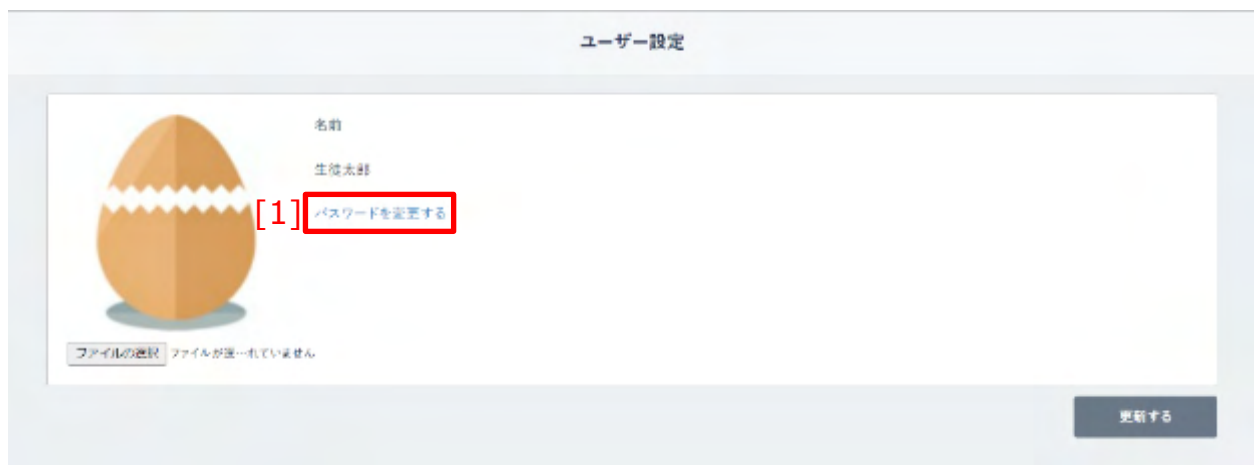 ユーザー設定
名前
生徒太郎
[1] パスワードを変更する
ファイルの選択 ファイルが選…れていません
更新する